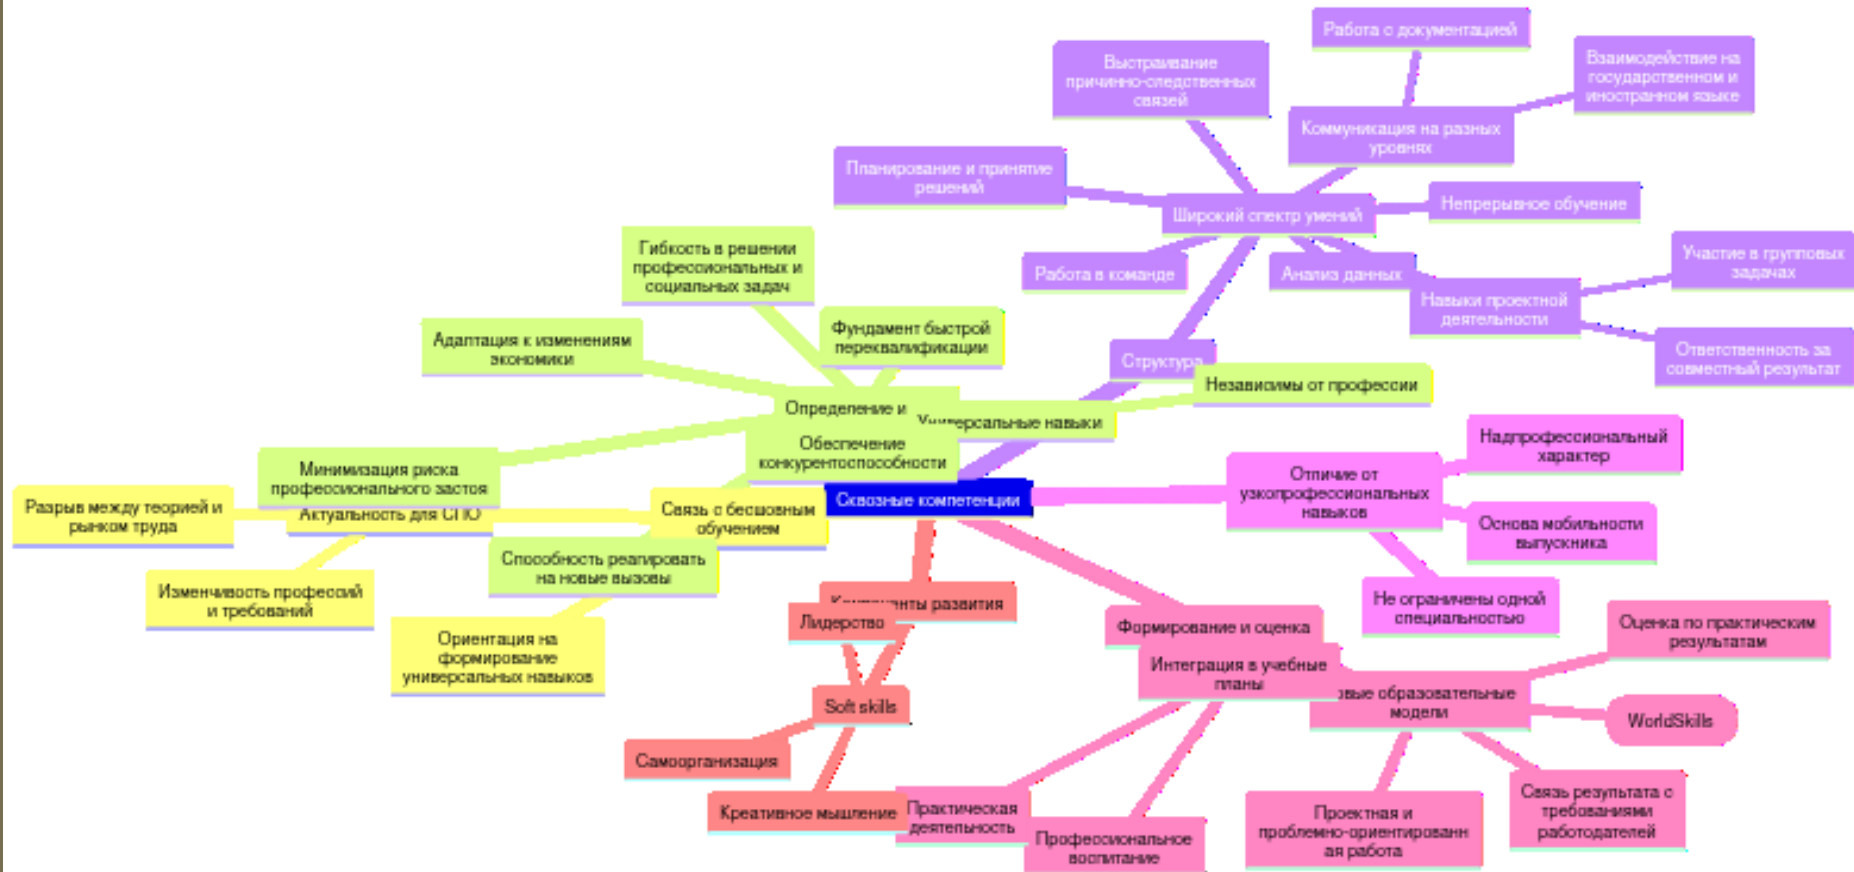 Работа с документацией
Выстраивание
причинно-следственных
связей
Взаимодействие на
государственном и
иностранном языке
Коммуникация на разных
уровнях
Планирование и принятие
решений
Широкий спектр умений
Непрерывное обучение
Гибкость в решении
профессиональных и
социальных задач
Работа в команде
Анализ данных
Участие в групповых
задачах
Навыки проектной
деятельности
Фундамент быстрой
переквалификации
Адаптация к изменениям
экономики
Структура
Ответственность за
совместный результат
Независимы от профессии
Определение и
Универсальные навыки
Обеспечение
конкурентоспособности
Минимизация риска
профессионального застоя
Надпрофессиональный
характер
Отличие от
узкопрофессиональных
навыков
Сквозные компетенции
Разрыв между теорией и
рынком труда
Актуальность для СПО
Связь с бесшовным
обучением
Основа мобильности
выпускника
Способность реагировать
на новые вызовы
Изменчивость профессий
и требований
Не ограничены одной
специальностью
Компоненты развития
Лидерство
Формирование и оценка
Оценка по практическим
результатам
Ориентация на
формирование
универсальных навыков
Интеграция в учебные
планы
овые образовательные
модели
Soft skills
WorldSkills
Самоорганизация
Креативное мышление
Практическая
деятельность
Профессиональное
воспитание
Проектная и
проблемно-ориентированн
ая работа
Связь результата с
требованиями
работодателей